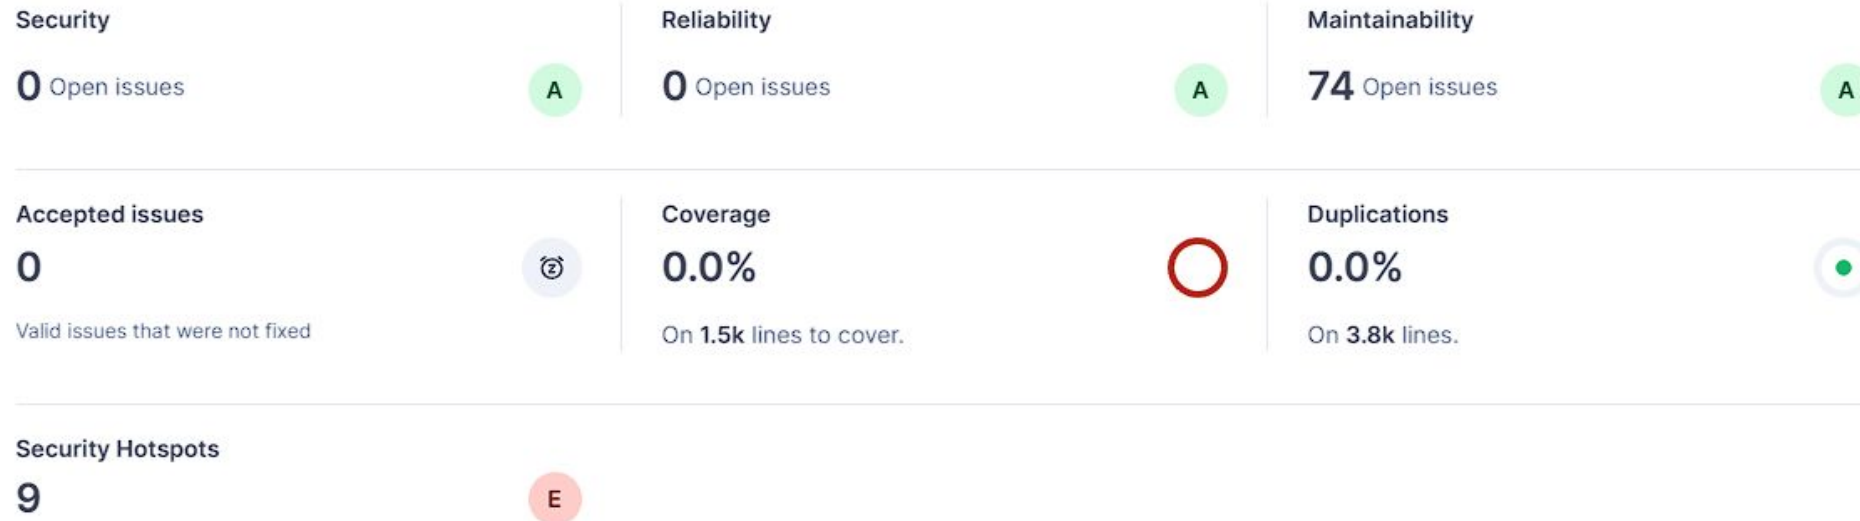 Security
0 Open issues
A
Reliability
0 Open issues
A
Maintainability
74 Open issues
A
Accepted issues
0
Valid issues that were not fixed
Coverage
0.0%
On 1.5k lines to cover.
Duplications
0.0%
On 3.8k lines.
Security Hotspots
9
E